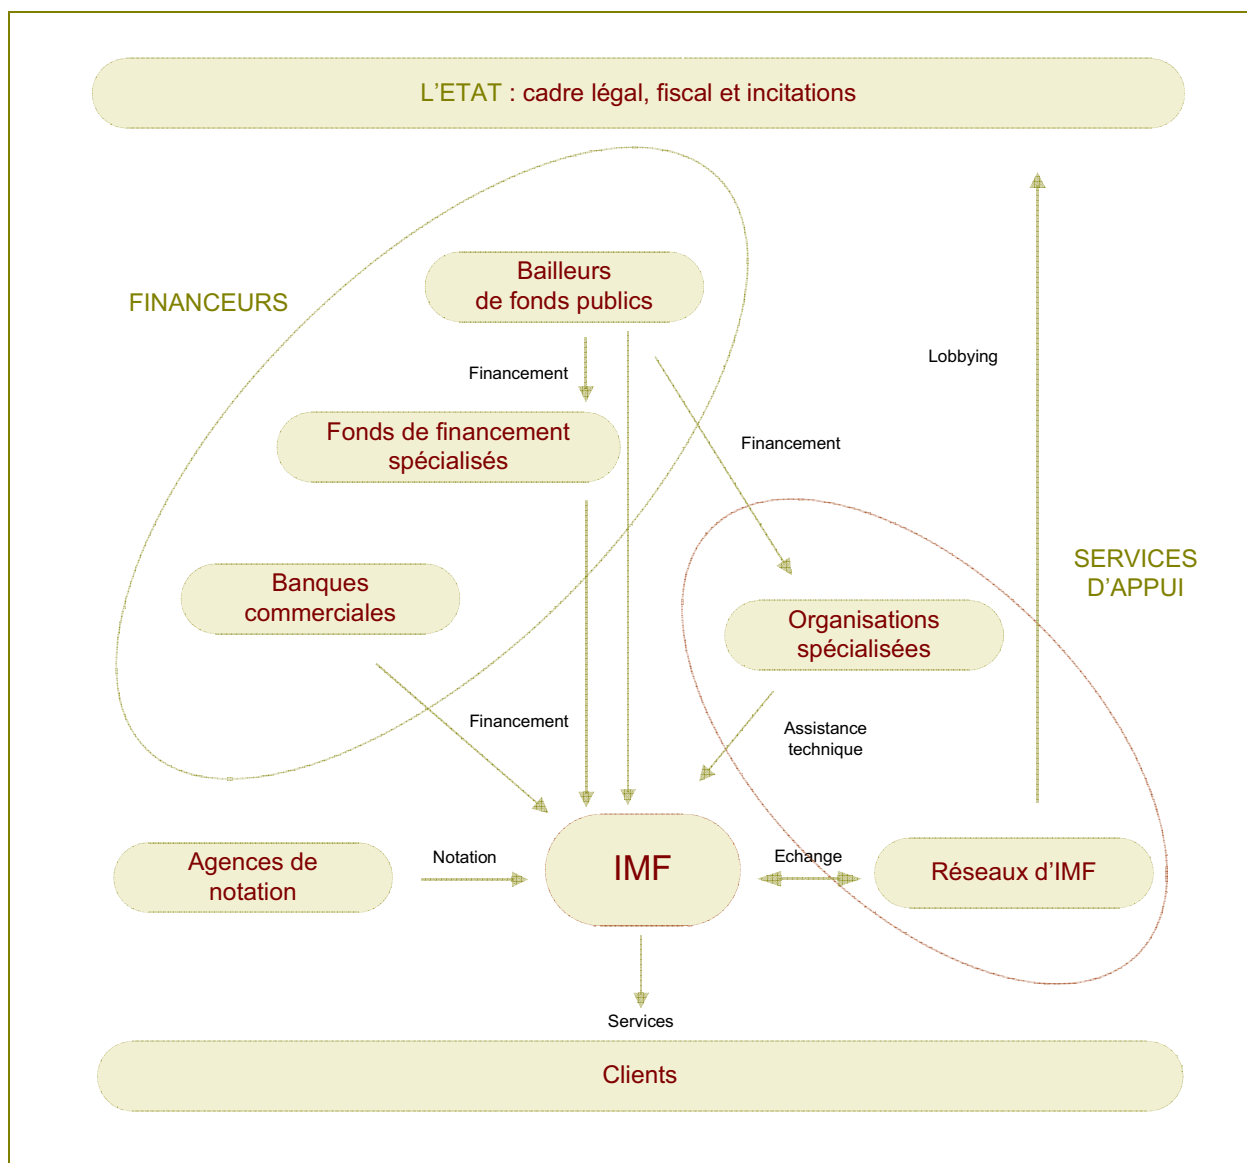 L'ETAT : cadre légal, fiscal et incitations
Bailleurs
de fonds publics
FINANCEURS
Lobbying
Financement
Fonds de financement
spécialisés
Financement
SERVICES
D'APPUI
Banques
commerciales
Organisations
spécialisées
Financement
Assistance
technique
Agences de
notation
Notation
IMF
Echange
Réseaux d'IMF
Services
Clients